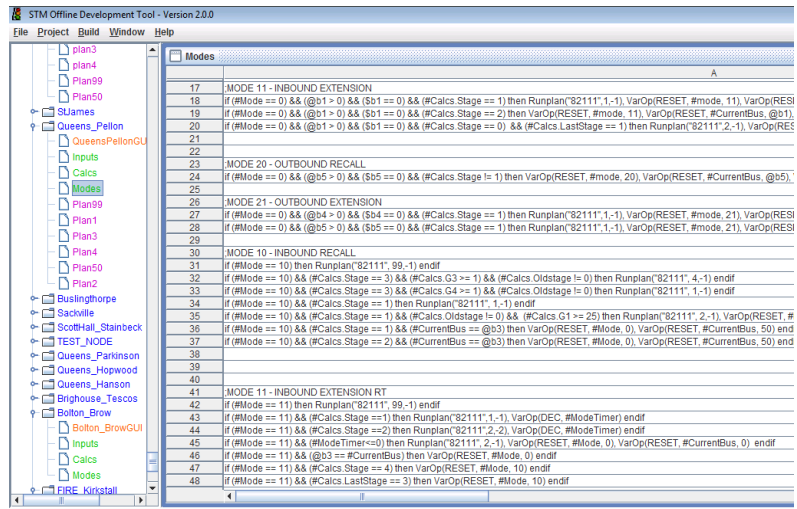 STM Offline Development Tool - Version 2.0.0
File Project Build Window Help
plan3
plan4
Plan99
Plan50
StJames
Queens_Pellon
QueensPellonGU
Inputs
Calcs
Modes
Plan99
Plan1
Plan3
Plan4
Plan50
Plan2
Buslingthorpe
Sackville
ScottHall_Stainbeck
TEST_NODE
Queens_Parkinson
Queens_Hopwood
Queens_Hanson
Brighouse_Tescos
Bolton_Brow
Bolton_BrowGUI
Inputs
Calcs
Modes
FIRE_Kirkstall
Modes
A
17 ;MODE 11 - INBOUND EXTENSION
18 if (#Mode == 0) && (@b1 > 0) && ($b1 == 0) && (#Calcs.Stage == 1) then Runplan("82111",1,-1), VarOp(RESET, #mode, 11), VarOp(RESE
19 if (#Mode == 0) && (@b1 > 0) && ($b1 == 0) && (#Calcs.Stage == 2) then VarOp(RESET, #mode, 11), VarOp(RESET, #CurrentBus, @b1),
20 if (#Mode == 0) && (@b1 > 0) && ($b1 == 0) && (#Calcs.Stage == 0) && (#Calcs.LastStage == 1) then Runplan("82111",2,-1), VarOp(RES
21
22
23 ;MODE 20 - OUTBOUND RECALL
24 if (#Mode == 0) && (@b5 > 0) && ($b5 == 0) && (#Calcs.Stage != 1) then VarOp(RESET, #mode, 20), VarOp(RESET, #CurrentBus, @b5),
25
26 ;MODE 21 - OUTBOUND EXTENSION
27 if (#Mode == 0) && (@b4 > 0) && ($b4 == 0) && (#Calcs.Stage == 1) then Runplan("82111",1,-1), VarOp(RESET, #mode, 21), VarOp(RESE
28 if (#Mode == 0) && (@b5 > 0) && ($b5 == 0) && (#Calcs.Stage == 1) then Runplan("82111",1,-1), VarOp(RESET, #mode, 21), VarOp(RESE
29
30 ;MODE 10 - INBOUND RECALL
31 if (#Mode == 10) then Runplan("82111", 99,-1) endif
32 if (#Mode == 10) && (#Calcs.Stage == 3) && (#Calcs.G3 >= 1) && (#Calcs.Oldstage != 0) then Runplan("82111", 4,-1) endif
33 if (#Mode == 10) && (#Calcs.Stage == 3) && (#Calcs.G4 >= 1) && (#Calcs.Oldstage != 0) then Runplan("82111", 1,-1) endif
34 if (#Mode == 10) && (#Calcs.Stage == 1) then Runplan("82111", 1,-1) endif
35 if (#Mode == 10) && (#Calcs.Stage == 1) && (#Calcs.Oldstage != 0) && (#Calcs.G1 >= 25) then Runplan("82111", 2,-1), VarOp(RESET, #
36 if (#Mode == 10) && (#Calcs.Stage == 1) && (#CurrentBus == @b3) then VarOp(RESET, #Mode, 0), VarOp(RESET, #CurrentBus, 50) end
37 if (#Mode == 10) && (#Calcs.Stage == 2) && (#CurrentBus == @b3) then VarOp(RESET, #Mode, 0), VarOp(RESET, #CurrentBus, 50) end
38
39
40
41 ;MODE 11 - INBOUND EXTENSION RT
42 if (#Mode == 11) then Runplan("82111", 99,-1) endif
43 if (#Mode == 11) && (#Calcs.Stage ==1) then Runplan("82111",1,-1), VarOp(DEC, #ModeTimer) endif
44 if (#Mode == 11) && (#Calcs.Stage ==2) then Runplan("82111",2,-2), VarOp(DEC, #ModeTimer) endif
45 if (#Mode == 11) && (#ModeTimer<=0) then Runplan("82111", 2,-1), VarOp(RESET, #Mode, 0), VarOp(RESET, #CurrentBus, 0) endif
46 if (#Mode == 11) && (@b3 == #CurrentBus) then VarOp(RESET, #Mode, 0) endif
47 if (#Mode == 11) && (#Calcs.Stage == 4) then VarOp(RESET, #Mode, 10) endif
48 if (#Mode == 11) && (#Calcs.LastStage == 3) then VarOp(RESET, #Mode, 10) endif